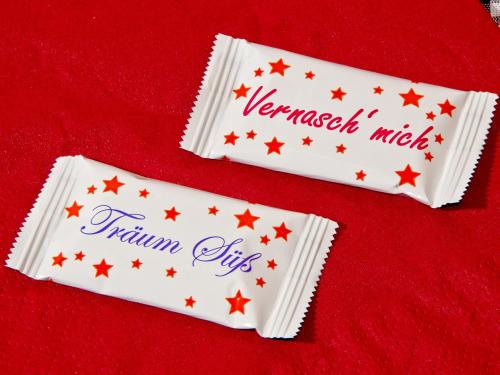 Vernasch' mich
Träum Süß